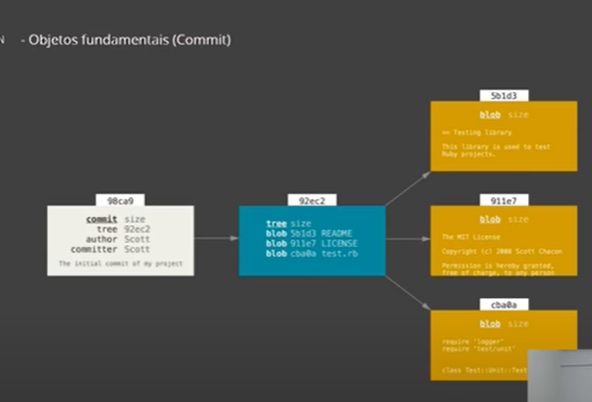 N - Objetos fundamentais (Commit)
98ca9
commit size
tree 92ec2
author Scott
committer Scott
The initial commit of my project
92ec2
tree size
blob 5b1d3 README
blob 911e7 LICENSE
blob cba0a test.rb
5b1d3
blob size
== Testing library
This library is used to test
Ruby projects.
911e7
blob size
The MIT License
Copyright (c) 2008 Scott Chacon
Permission is hereby granted,
free of charge, to any person
cba0a
blob size
require 'logger'
require 'test/unit'
class Test::Unit::Test